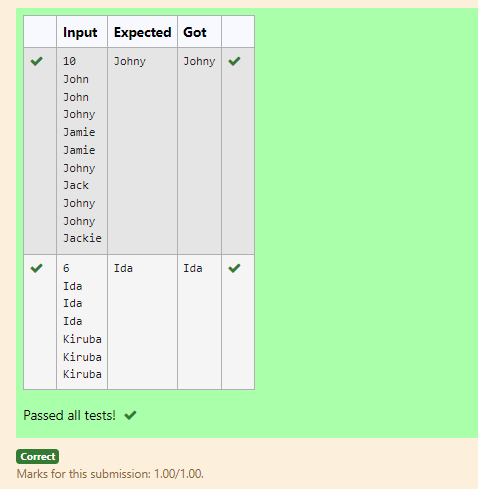 Input Expected Got
10 Johny Johny
John
John
Johny
Jamie
Jamie
Johny
Jack
Johny
Johny
Jackie
6 Ida Ida
Ida
Ida
Ida
Kiruba
Kiruba
Kiruba
Passed all tests!
Correct
Marks for this submission: 1.00/1.00.